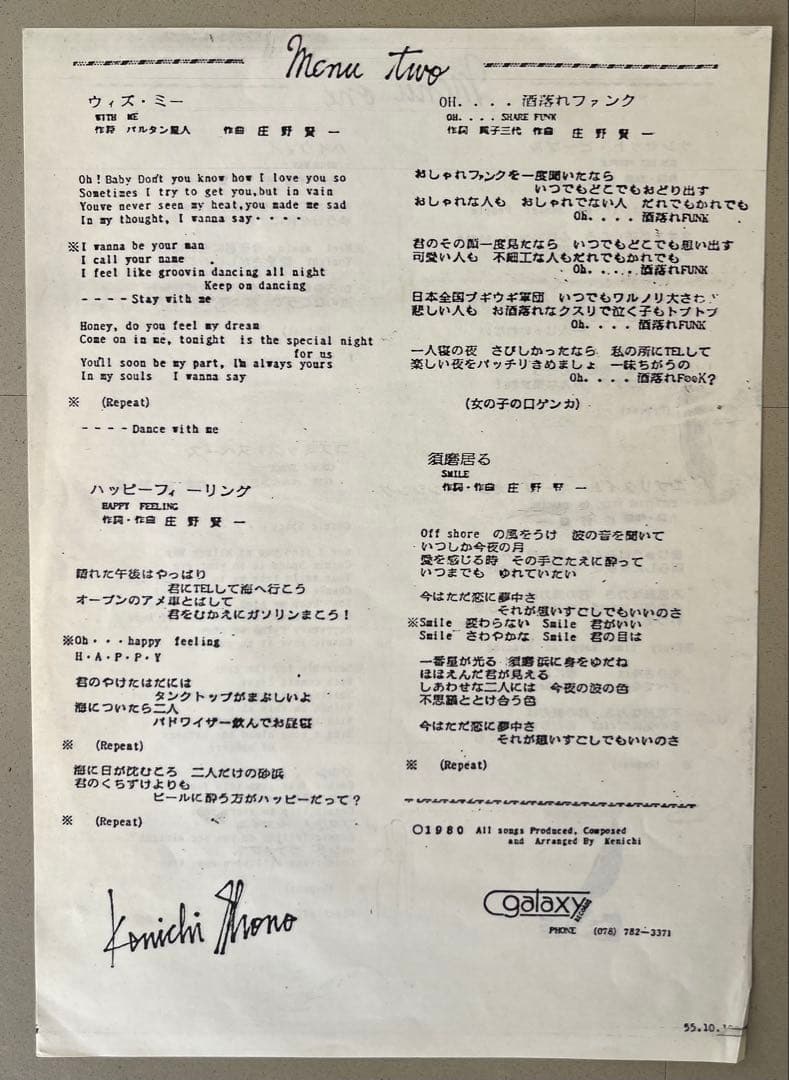 Menu two
ウィズ・ミー
WITH ME
作詞 バルタン星人 作曲 庄野賢一
Oh! Baby Don't you know how I love you so
Sometimes I try to get you,but in vain
Youve never seen my heat,you made me sad
In my thought, I wanna say・・・・
※I wanna be your man
I call your name .
I feel like groovin dancing all night
Keep on dancing
----Stay with me
Honey, do you feel my dream
Come on in me, tonight is the special night
for us
You'll soon be my part, I'm always yours
In my souls I wanna say
※ (Repeat)
----Dance with me
ハッピーフィーリング
HAPPY FEELING
作詞・作曲 庄野賢一
晴れた午後はやっぱり
君にTELして海へ行こう
オープンのアメ車とばして
君をむかえにガソリンまこう!
※Oh・・・happy feeling
H・A・P・P・Y
君のやけたはだには
タンクトップがまぶしいよ
海についたら二人
バドワイザー飲んでお昼寝
※ (Repeat)
海に日が沈むころ 二人だけの砂浜
君のくちずけよりも
ビールに酔う方がハッピーだって?
※ (Repeat)
Kenichi Shono
OH....洒落れファンク
OH....SHARE FUNK
作詞 尾子三代 作曲 庄野賢一
おしゃれファンクを一度聞いたなら
いつでもどこでもおどり出す
おしゃれな人も おしゃれでない人 だれでもかれでも
Oh....洒落れFUNK
君のその顔一度見たなら いつでもどこでも思い出す
可愛い人も 不細工な人もだれでもかれでも
Oh......洒落れFUNK
日本全国ブギウギ軍団 いつでもワルノリ大さわぎ
悲しい人も お洒落れなクスリで泣く子もトブトブ
Oh....洒落れFUNK
一人寝の夜 さびしかったなら 私の所にTELして
楽しい夜をバッチリきめましょ 一味ちがうの
Oh....洒落れFooK?
(女の子の口ゲンカ)
須磨居る
SMILE
作詞・作曲 庄野賢一
Off shore の風をうけ 波の音を聞いて
いつしか今夜の月
愛を感じる時 その手ごたえに酔って
いつまでも ゆれていたい
今はただ恋に夢中さ
それが想いすごしでもいいのさ
※Smile 変わらない Smile 君がいい
Smile さわやかな Smile 君の目は
一番星が光る 須磨浜に身をゆだね
ほほえんだ君が見える
しあわせな二人には 今夜の波の色
不思議ととけ合う色
今はただ恋に夢中さ
それが想いすごしでもいいのさ
※ (Repeat)
○1980 All songs Produced, Composed
and Arranged By Kenichi
galaxy
PHONE (078) 782-3371
55.10.